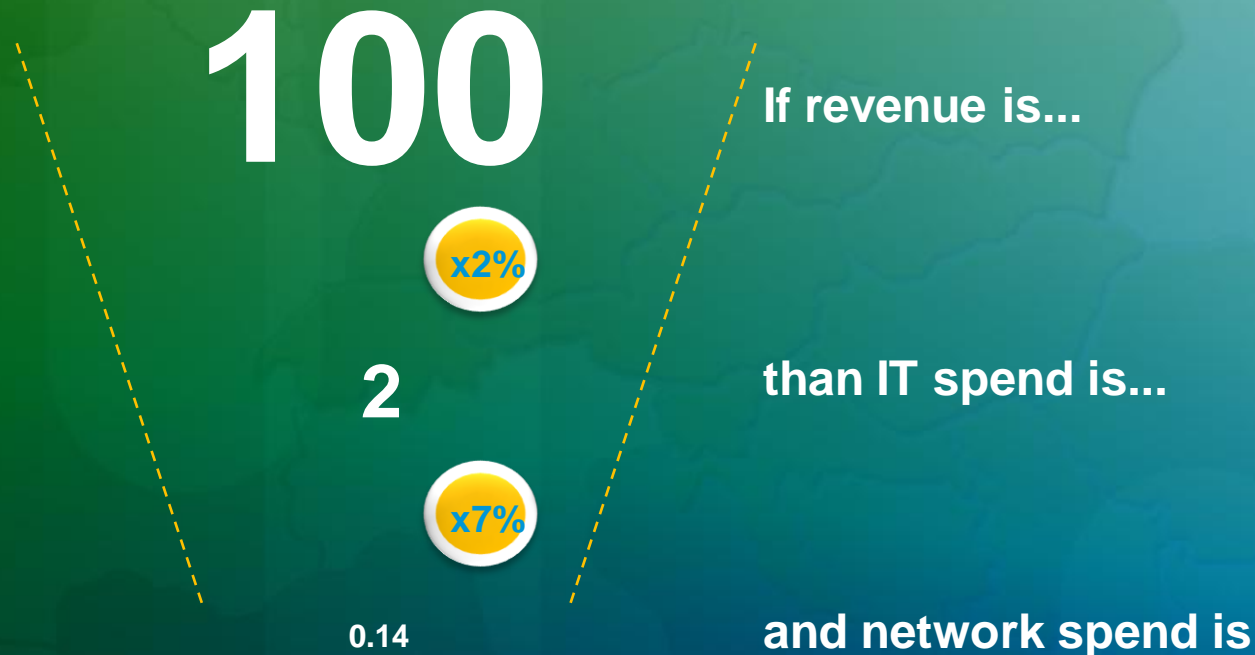 100
If revenue is...
x2%
2
than IT spend is...
x7%
0.14
and network spend is